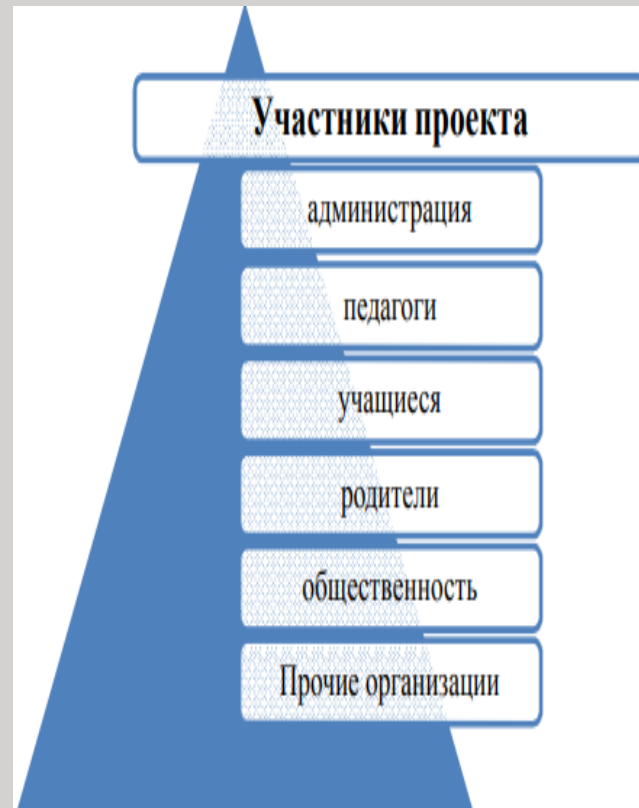 Участники проекта
администрация
педагоги
учащиеся
родители
общественность
Прочие организации